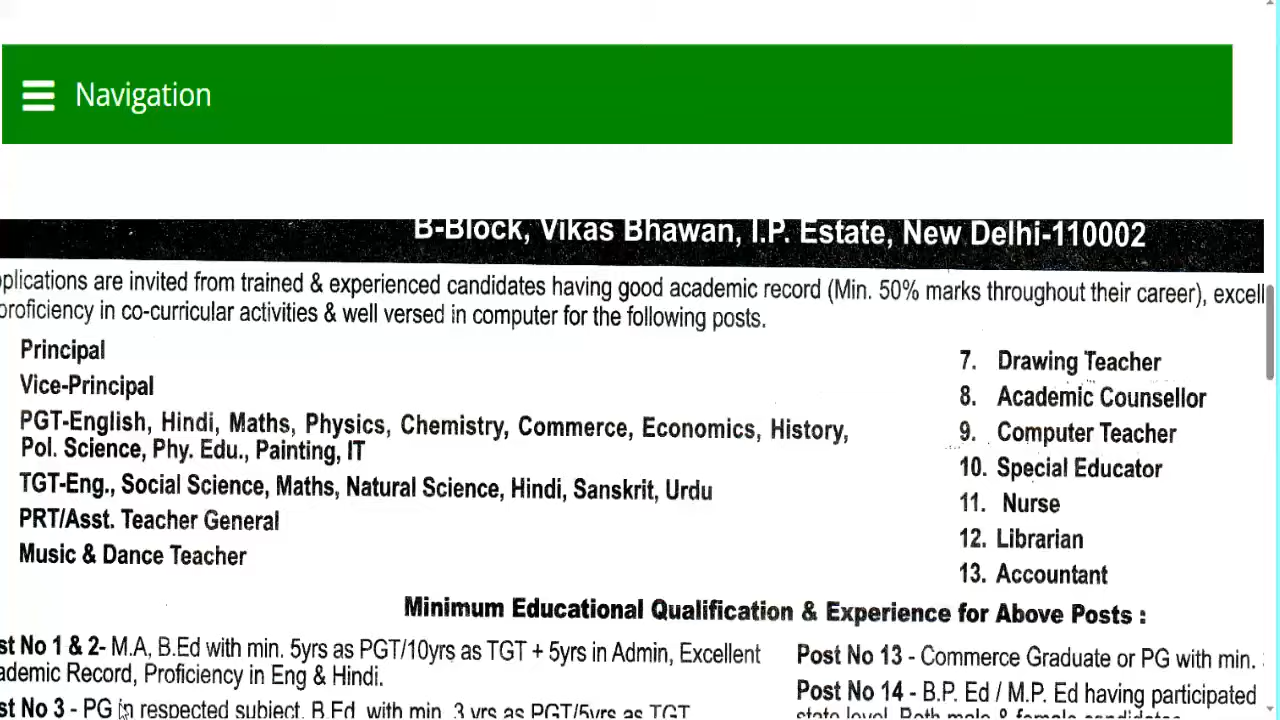 Navigation
B-Block, Vikas Bhawan, I.P. Estate, New Delhi-110002
plications are invited from trained & experienced candidates having good academic record (Min. 50% marks throughout their career), excell
proficiency in co-curricular activities & well versed in computer for the following posts.
Principal
Vice-Principal
PGT-English, Hindi, Maths, Physics, Chemistry, Commerce, Economics, History,
Pol. Science, Phy. Edu., Painting, IT
TGT-Eng., Social Science, Maths, Natural Science, Hindi, Sanskrit, Urdu
PRT/Asst. Teacher General
Music & Dance Teacher
7. Drawing Teacher
8. Academic Counsellor
9. Computer Teacher
10. Special Educator
11. Nurse
12. Librarian
13. Accountant
Minimum Educational Qualification & Experience for Above Posts :
st No 1 & 2- M.A, B.Ed with min. 5yrs as PGT/10yrs as TGT + 5yrs in Admin, Excellent
ademic Record, Proficiency in Eng & Hindi.
st No 3 - PG in respected subject, B.Ed. with min. 3 yrs as PGT/5yrs as TGT
Post No 13 - Commerce Graduate or PG with min.
Post No 14 - B.P. Ed / M.P. Ed having participated
state level. Both male & female candidates